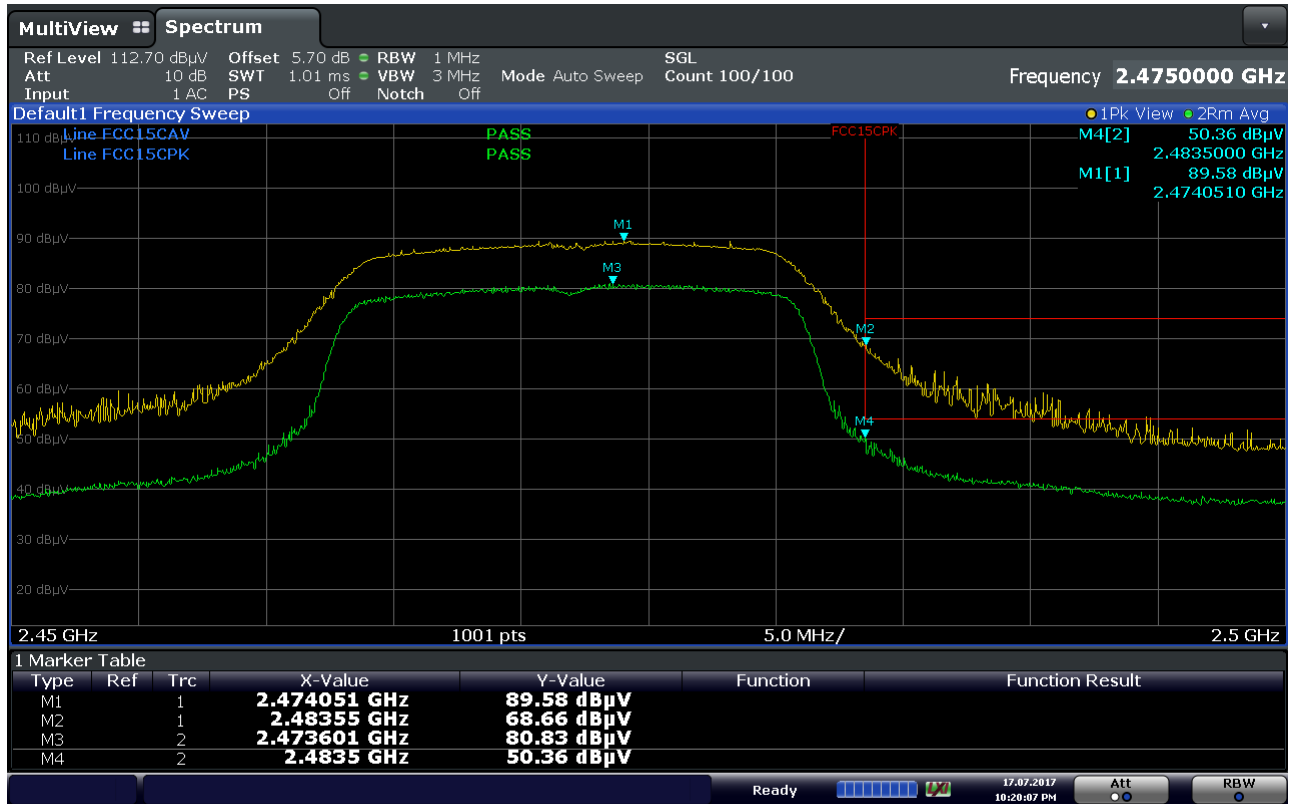 MultiView Spectrum
Ref Level 112.70 dBµV Offset 5.70 dB RBW 1 MHz SGL
Att 10 dB SWT 1.01 ms VBW 3 MHz Mode Auto Sweep Count 100/100 Frequency 2.4750000 GHz
Input 1 AC PS Off Notch Off
Default1 Frequency Sweep 1Pk View 2Rm Avg
110 dBµV Line FCC15CAV PASS FCC15CPK M4[2] 50.36 dBµV
2.4835000 GHz
Line FCC15CPK PASS
M1[1] 89.58 dBµV
2.4740510 GHz
100 dBµV
M1
90 dBµV
M3
80 dBµV
M2
70 dBµV
60 dBµV
M4
50 dBµV
40 dBµV
30 dBµV
20 dBµV
2.45 GHz 1001 pts 5.0 MHz/ 2.5 GHz
1 Marker Table
Type Ref Trc X-Value Y-Value Function Function Result
M1 1 2.474051 GHz 89.58 dBµV
M2 1 2.48355 GHz 68.66 dBµV
M3 2 2.473601 GHz 80.83 dBµV
M4 2 2.4835 GHz 50.36 dBµV
Ready LXI 17.07.2017 Att RBW
10:20:07 PM